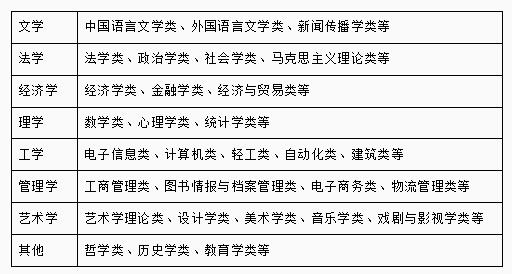 文学 中国语言文学类、外国语言文学类、新闻传播学类等
法学 法学类、政治学类、社会学类、马克思主义理论类等
经济学 经济学类、金融学类、经济与贸易类等
理学 数学类、心理学类、统计学类等
工学 电子信息类、计算机类、轻工类、自动化类、建筑类等
管理学 工商管理类、图书情报与档案管理类、电子商务类、物流管理类等
艺术学 艺术学理论类、设计学类、美术学类、音乐学类、戏剧与影视学类等
其他 哲学类、历史学类、教育学类等